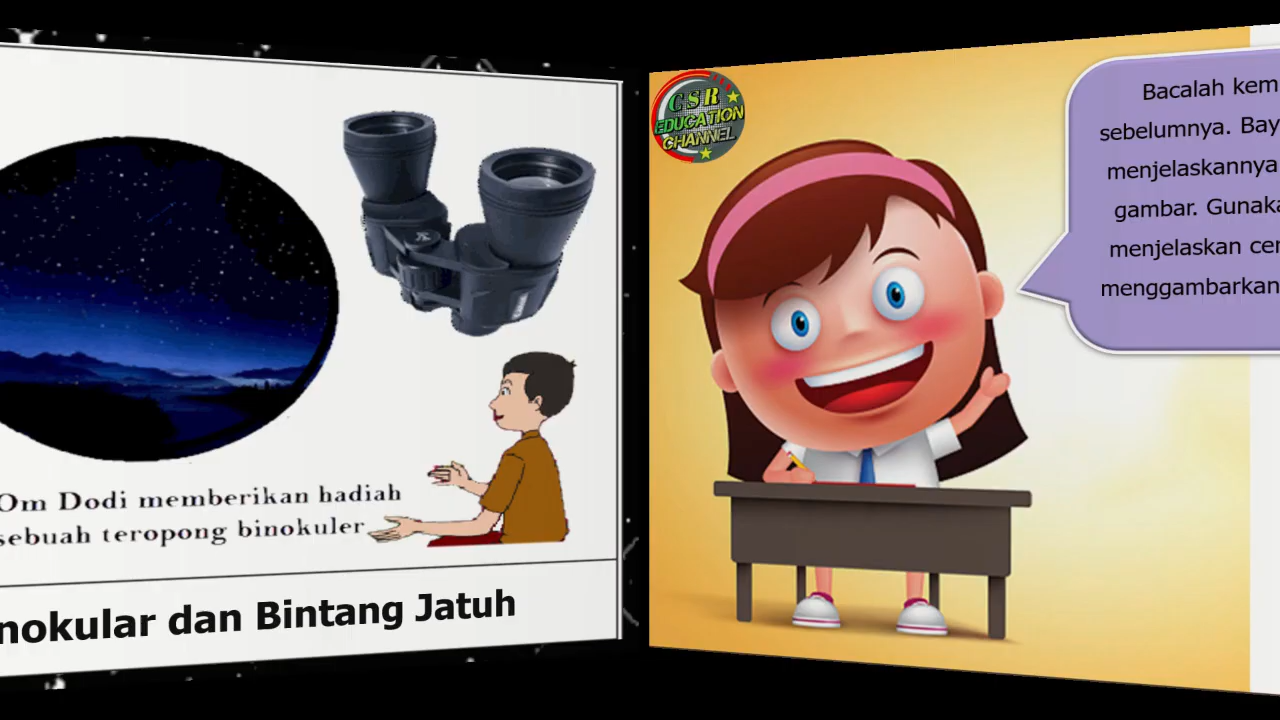 Om Dodi memberikan hadiah
sebuah teropong binokuler
nokular dan Bintang Jatuh
CSR
EDUCATION
CHANNEL
Bacalah kem
sebelumnya. Bay
menjelaskannya
gambar. Gunaka
menjelaskan cer
menggambarkan